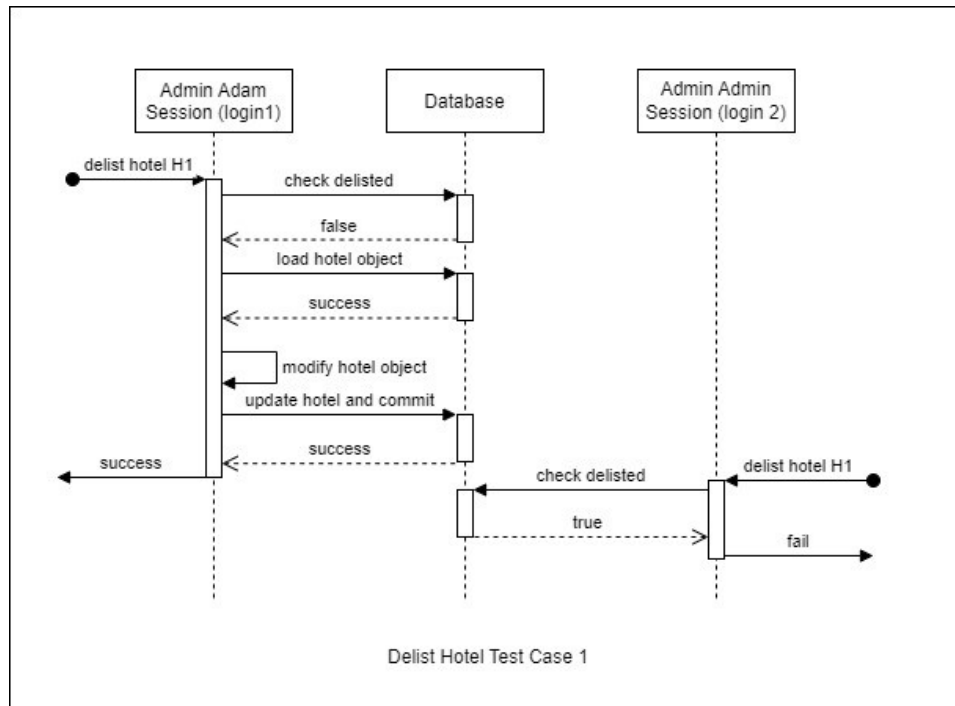 Admin Adam
Session (login1)
Database
Admin Admin
Session (login 2)
delist hotel H1
check delisted
false
load hotel object
success
modify hotel object
update hotel and commit
success
success
delist hotel H1
check delisted
true
fail
Delist Hotel Test Case 1